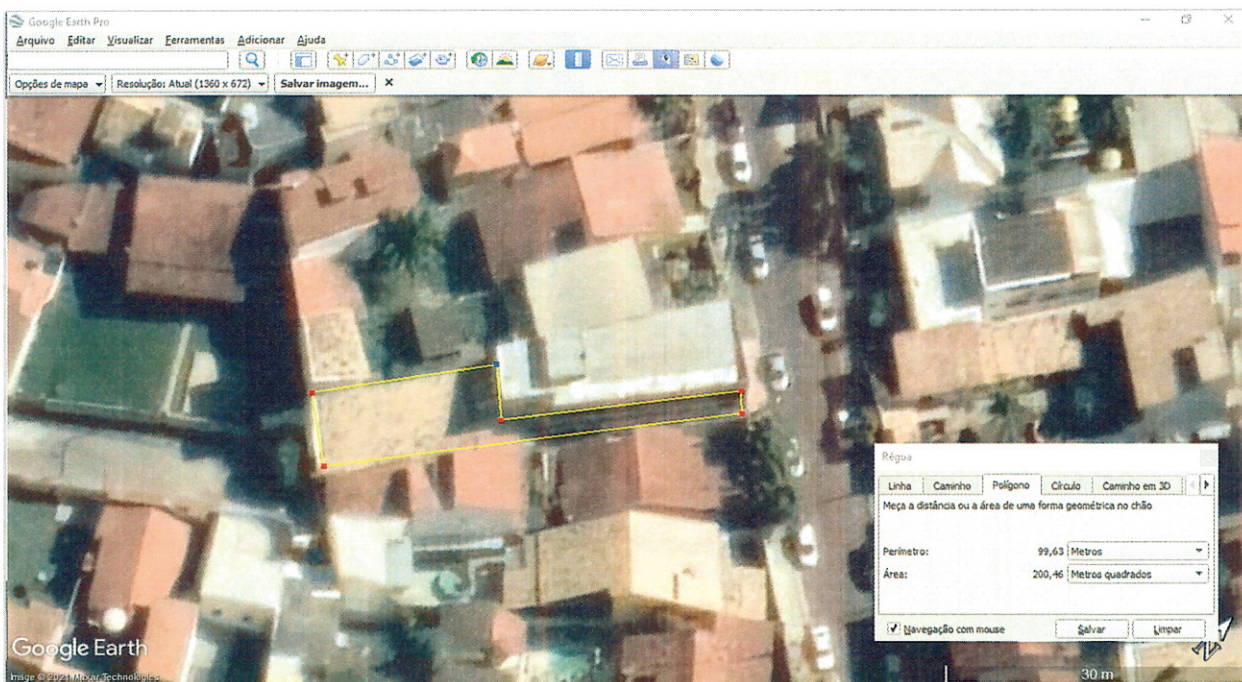 Google Earth Pro
Arquivo Editar Visualizar Ferramentas Adicionar Ajuda
Opções de mapa Resolução: Atual (1360 x 672) Salvar imagem...
Régua
Linha Caminho Polígono Círculo Caminho em 3D
Meça a distância ou a área de uma forma geométrica no chão
Perímetro: 99,63 Metros
Área: 200,46 Metros quadrados
Navegação com mouse Salvar Limpar
Google Earth
Image © 2021 Maxar Technologies
N
30 m